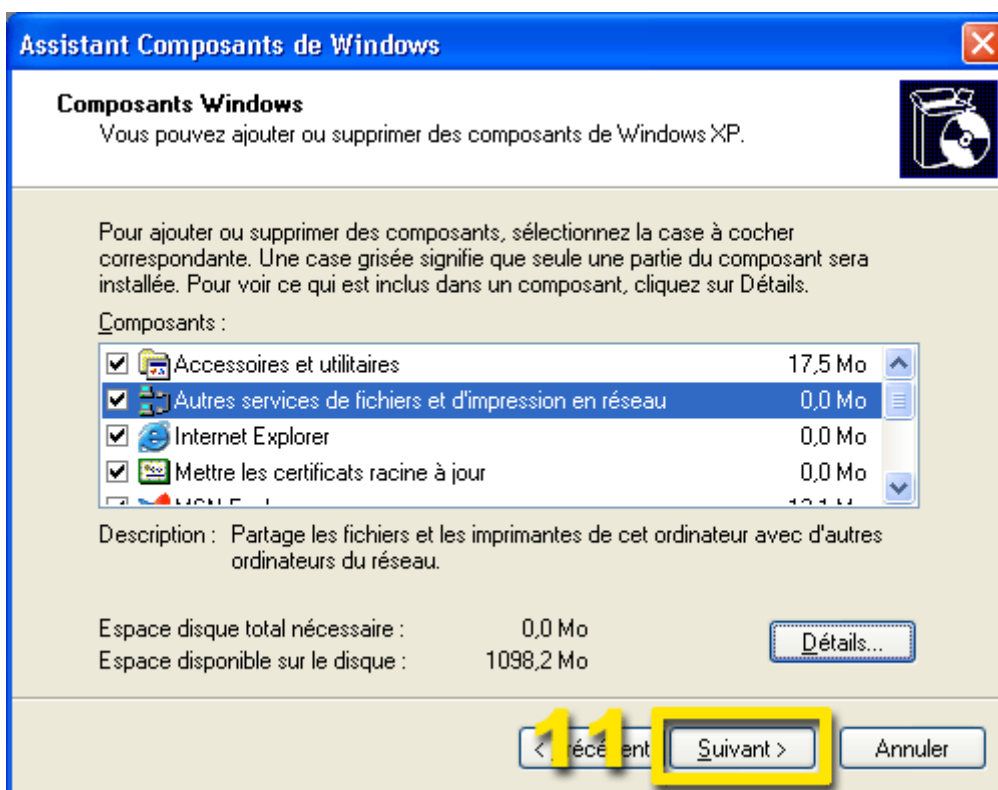 Assistant Composants de Windows
Composants Windows
Vous pouvez ajouter ou supprimer des composants de Windows XP.
Pour ajouter ou supprimer des composants, sélectionnez la case à cocher
correspondante. Une case grisée signifie que seule une partie du composant sera
installée. Pour voir ce qui est inclus dans un composant, cliquez sur Détails.
Composants :
Accessoires et utilitaires 17,5 Mo
Autres services de fichiers et d'impression en réseau 0,0 Mo
Internet Explorer 0,0 Mo
Mettre les certificats racine à jour 0,0 Mo
Description : Partage les fichiers et les imprimantes de cet ordinateur avec d'autres
ordinateurs du réseau.
Espace disque total nécessaire : 0,0 Mo
Espace disponible sur le disque : 1098,2 Mo
Détails...
11
Suivant >
Annuler